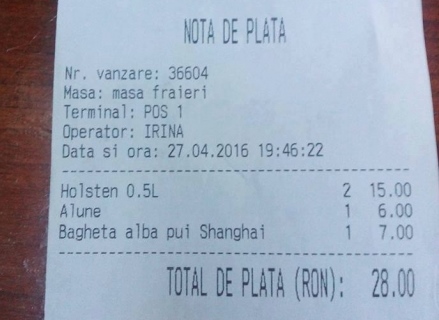 NOTA DE PLATA
Nr. vanzare: 36604
Masa: masa fraieri
Terminal: POS 1
Operator: IRINA
Data si ora: 27.04.2016 19:46:22
Holsten 0.5L 2 15.00
Alune 1 6.00
Bagheta alba pui Shanghai 1 7.00
TOTAL DE PLATA (RON): 28.00